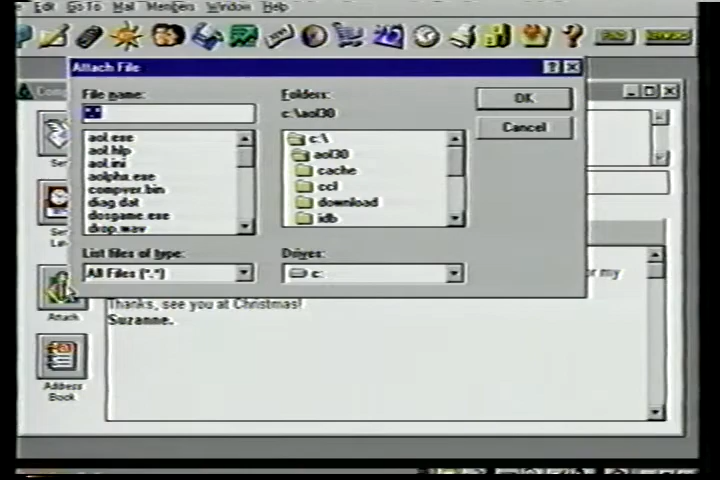 Edit Go To Mail Members Window Help
Attach File
File name:
*.*
Folders:
c:\aol30
OK
Cancel
aol.exe
aol.hlp
aol.ini
aolphx.exe
compver.bin
diag.dat
dosgame.exe
drop.wav
c:\
aol30
cache
ccl
download
idb
List files of type:
All Files (*.*)
Drives:
c:
or my
Thanks, see you at Christmas!
Suzanne.
Attach
Address
Book